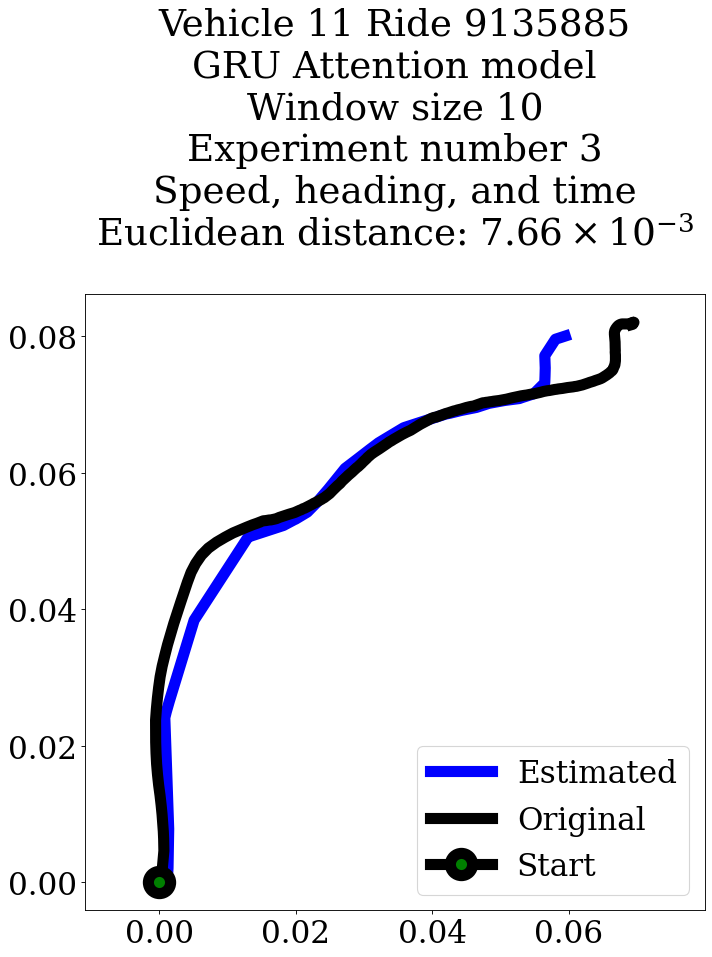 Vehicle 11 Ride 9135885
GRU Attention model
Window size 10
Experiment number 3
Speed, heading, and time
Euclidean distance: 7.66 × 10⁻³
0.08
0.06
0.04
0.02
0.00
Estimated
Original
Start
0.00 0.02 0.04 0.06